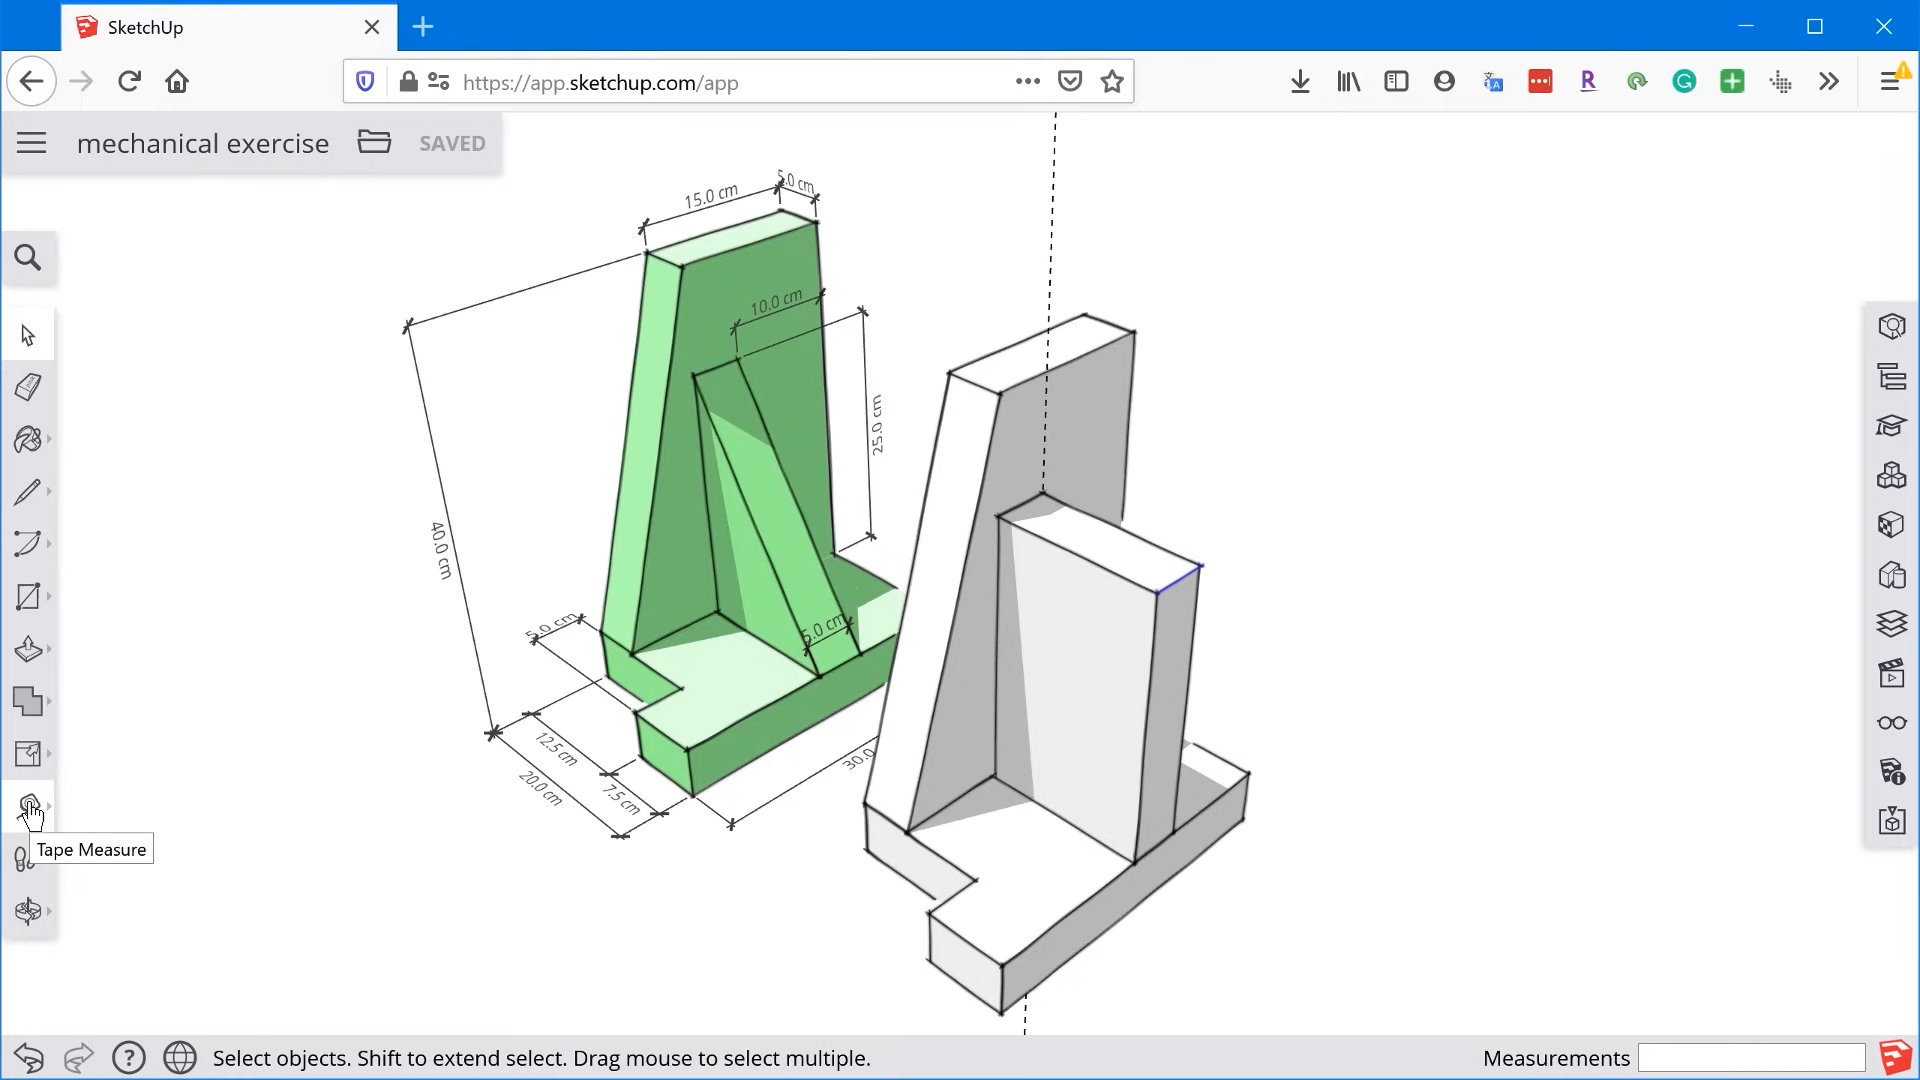 SketchUp
https://app.sketchup.com/app
mechanical exercise
SAVED
15.0 cm
5.0 cm
10.0 cm
25.0 cm
40.0 cm
5.0 cm
5.0 cm
12.5 cm
20.0 cm
7.5 cm
30.0
Tape Measure
Select objects. Shift to extend select. Drag mouse to select multiple.
Measurements